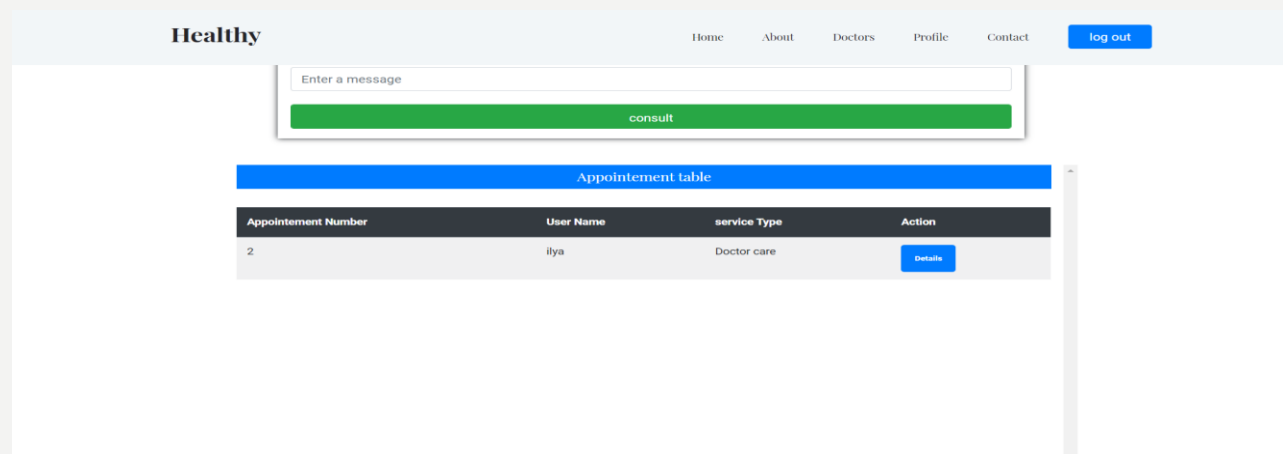 Healthy Home About Doctors Profile Contact log out
Enter a message
consult
Appointement table
Appointement Number User Name service Type Action
2 ilya Doctor care Details